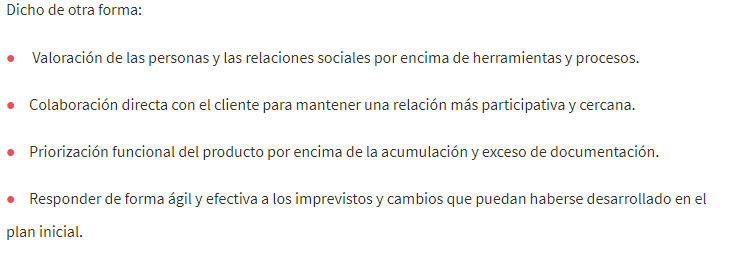 Dicho de otra forma:
● Valoración de las personas y las relaciones sociales por encima de herramientas y procesos.
● Colaboración directa con el cliente para mantener una relación más participativa y cercana.
● Priorización funcional del producto por encima de la acumulación y exceso de documentación.
● Responder de forma ágil y efectiva a los imprevistos y cambios que puedan haberse desarrollado en el
plan inicial.